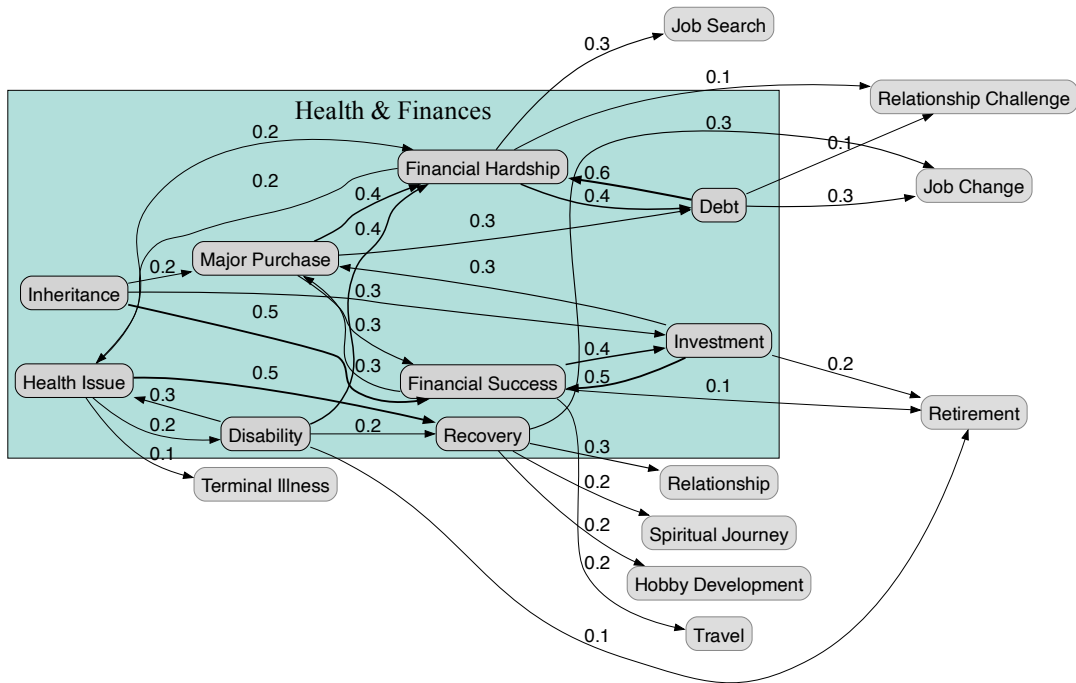 Job Search
0.3
0.1
Relationship Challenge
Health & Finances
0.2
0.3
0.1
Financial Hardship
0.6
0.2
0.4
0.4
Debt
0.3
Job Change
0.4
0.3
Major Purchase
0.2
0.3
Inheritance
0.3
0.5
0.3
Investment
0.4
0.2
0.3
Health Issue
0.5
Financial Success
0.5
0.1
Retirement
0.3
0.2
Disability
0.2
Recovery
0.1
0.3
Terminal Illness
Relationship
0.2
0.2
Spiritual Journey
0.2
Hobby Development
0.1
Travel